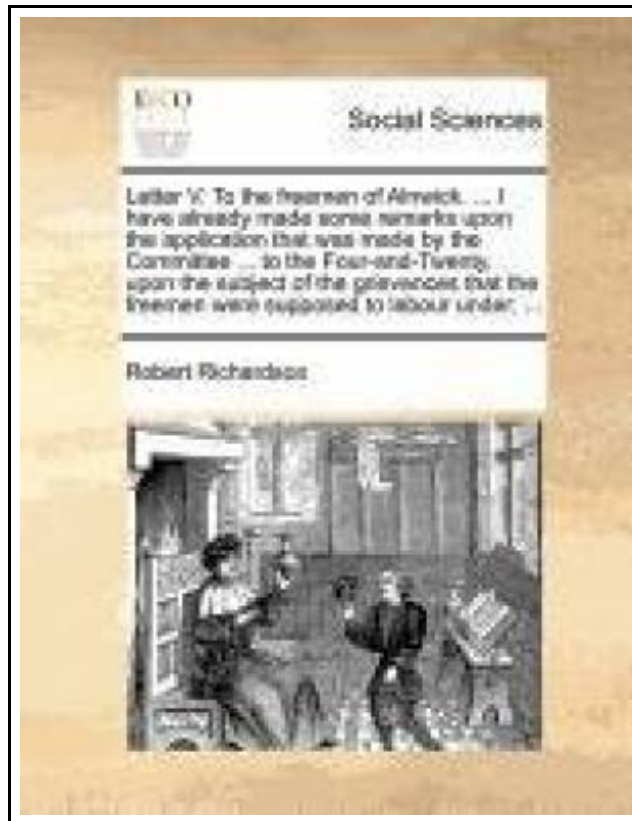 ECCO
Social Sciences
Letter V. To the freemen of Alnwick. ... I
have already made some remarks upon
the application that was made by the
Committee ... to the Four-and-Twenty,
upon the subject of the grievances that the
freemen were supposed to labour under, ...
Robert Richardson